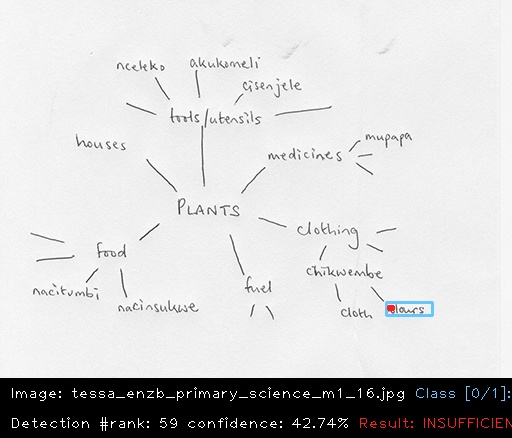 nceleko
akukomeli
cisenjele
tools/utensils
houses
medicines
mupapa
PLANTS
clothing
food
chikwembe
nacitumbi
nacinsukwe
fuel
cloth
Image: tessa_enzb_primary_science_m1_16.jpg Class [0/1]:
Detection #rank: 59 confidence: 42.74% Result: INSUFFICIEN